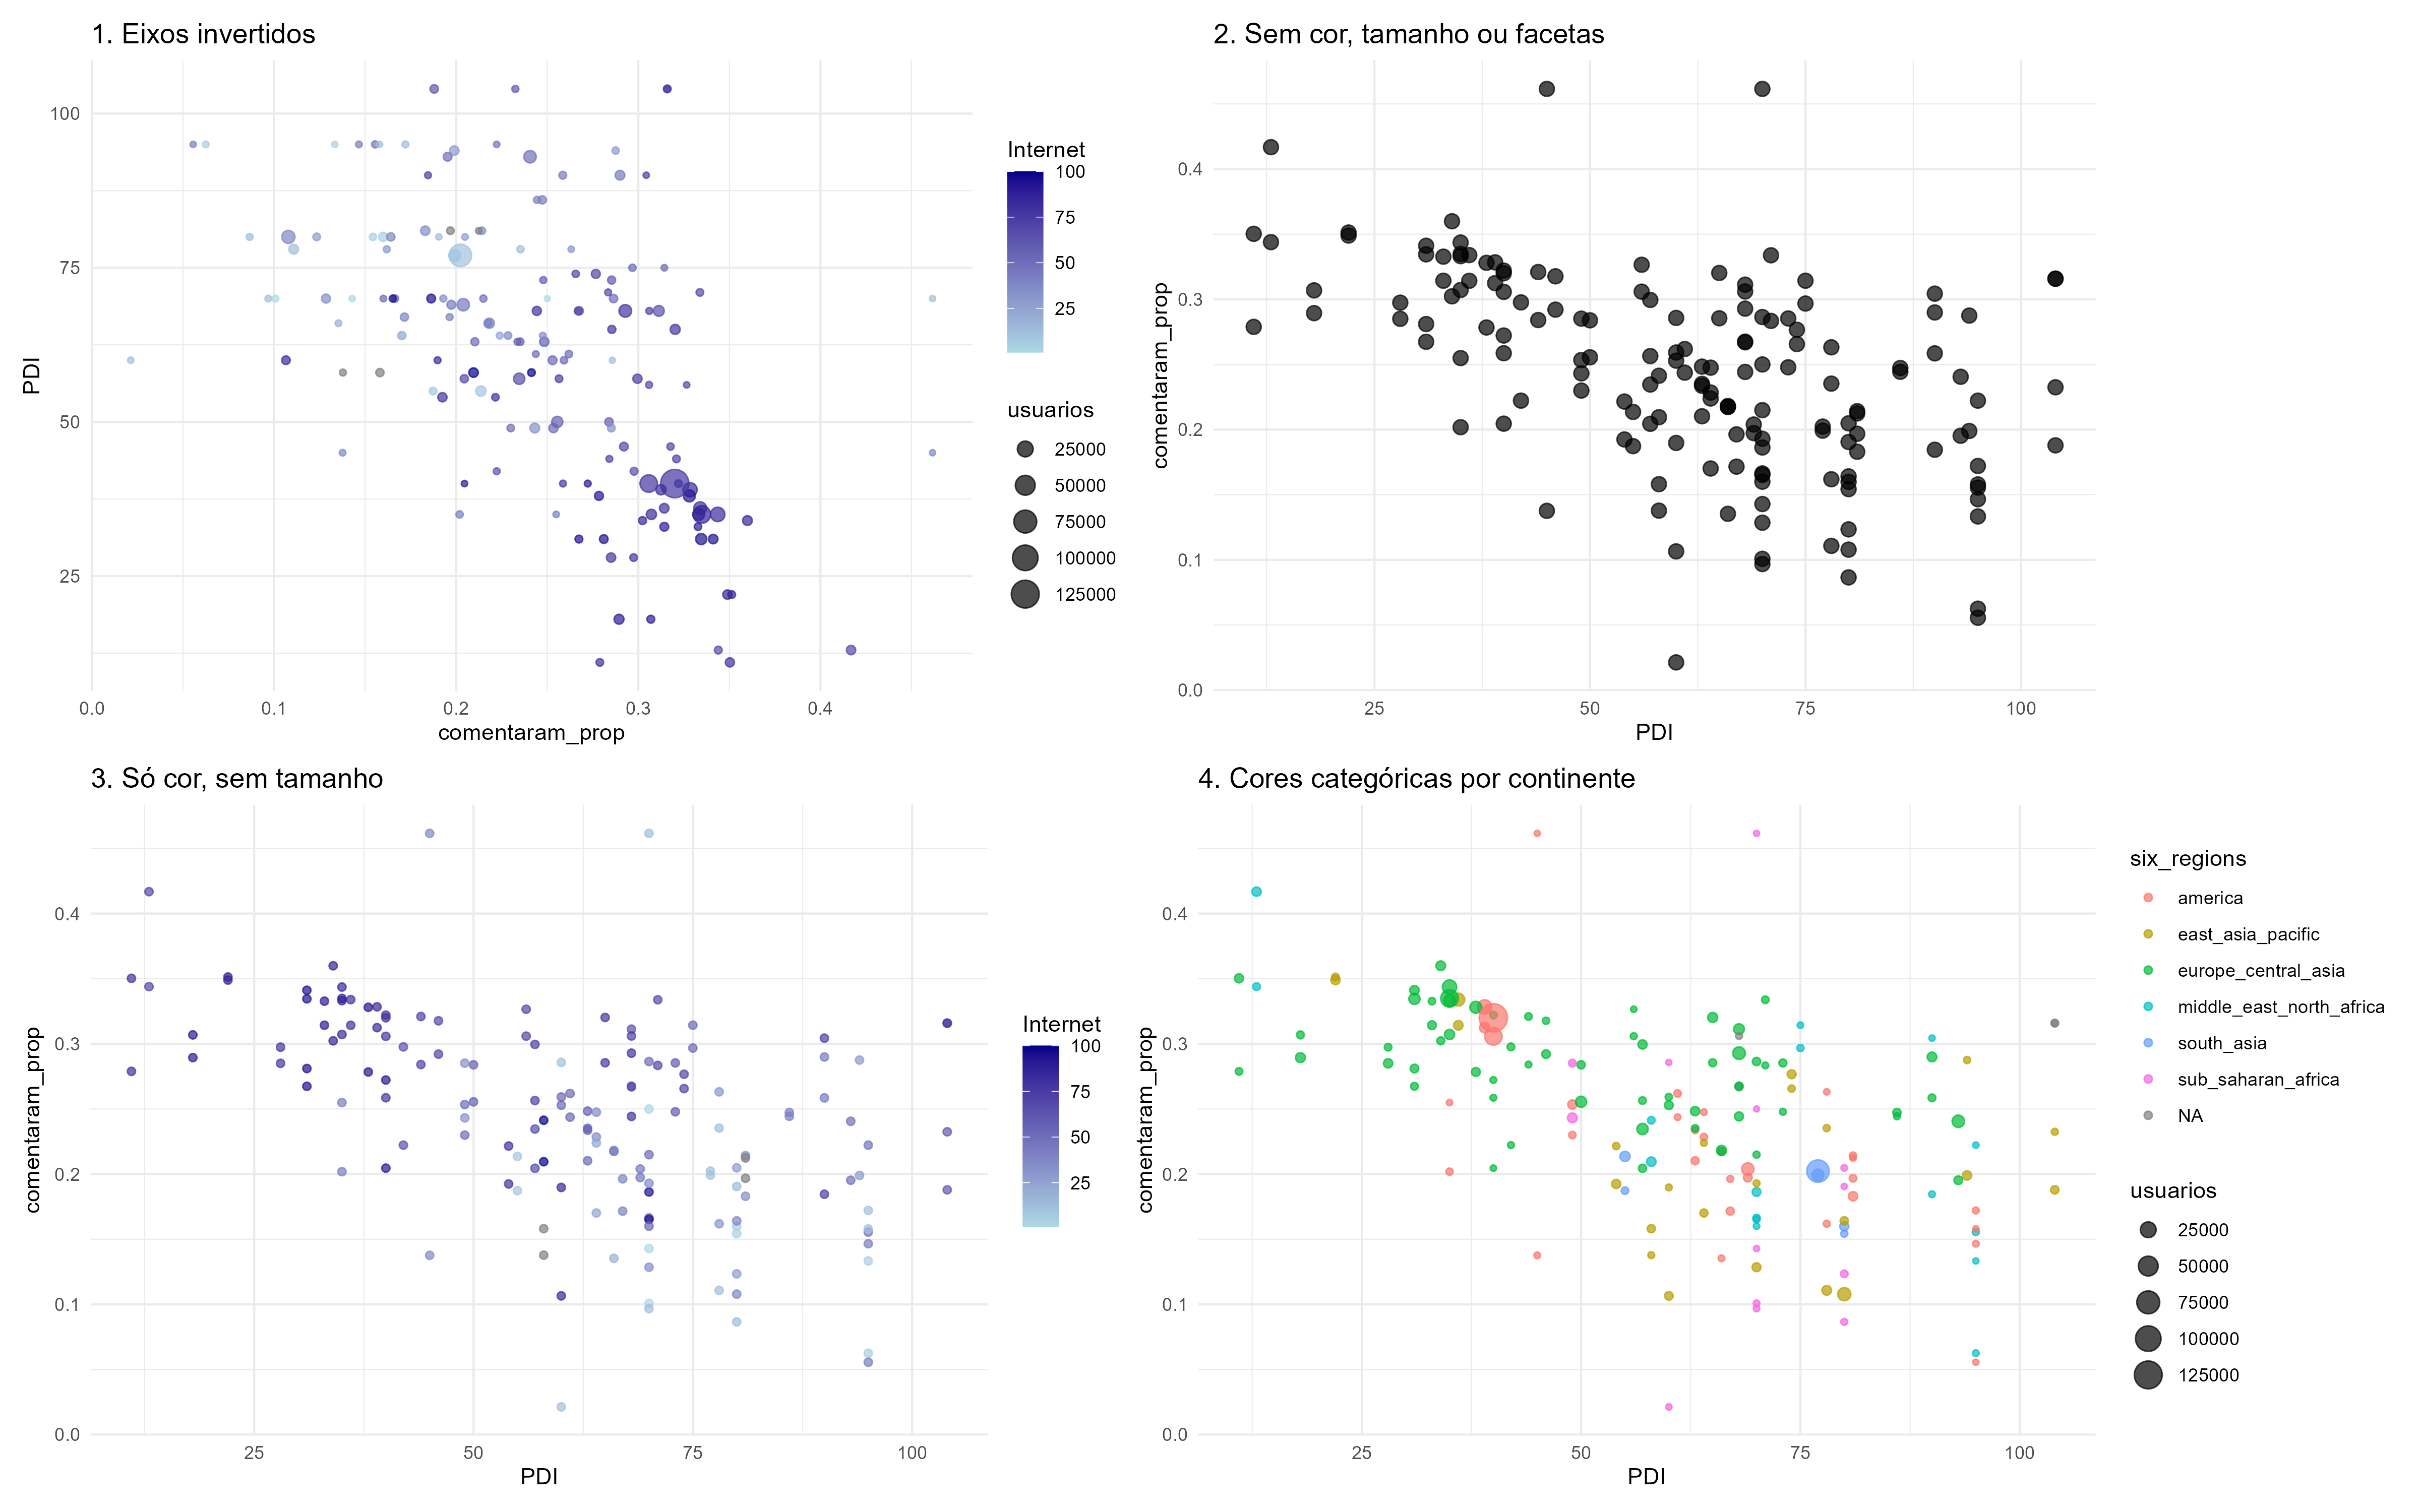 1. Eixos invertidos
PDI
100
75
50
25
0.0
0.1
0.2
0.3
0.4
comentaram_prop
Internet
100
75
50
25
usuarios
25000
50000
75000
100000
125000
2. Sem cor, tamanho ou facetas
comentaram_prop
0.4
0.3
0.2
0.1
0.0
25
50
75
100
PDI
3. Só cor, sem tamanho
comentaram_prop
0.4
0.3
0.2
0.1
0.0
25
50
75
100
PDI
Internet
100
75
50
25
4. Cores categóricas por continente
comentaram_prop
0.4
0.3
0.2
0.1
0.0
25
50
75
100
PDI
six_regions
america
east_asia_pacific
europe_central_asia
middle_east_north_africa
south_asia
sub_saharan_africa
NA
usuarios
25000
50000
75000
100000
125000